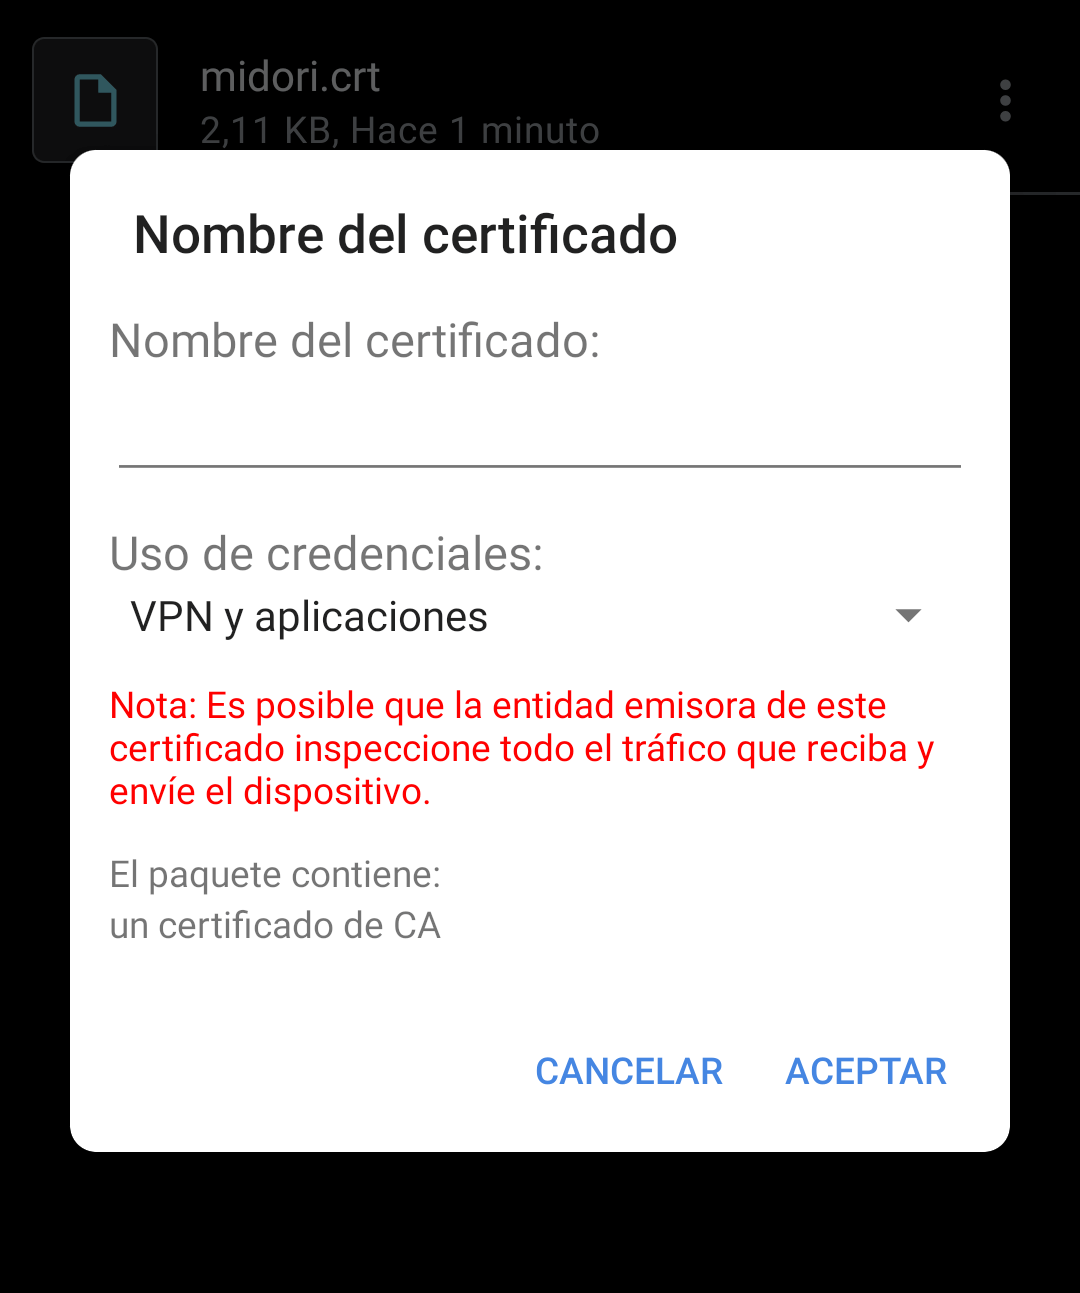 midori.crt
2,11 KB, Hace 1 minuto
Nombre del certificado
Nombre del certificado:
Uso de credenciales:
VPN y aplicaciones
Nota: Es posible que la entidad emisora de este
certificado inspeccione todo el tráfico que reciba y
envíe el dispositivo.
El paquete contiene:
un certificado de CA
CANCELAR ACEPTAR